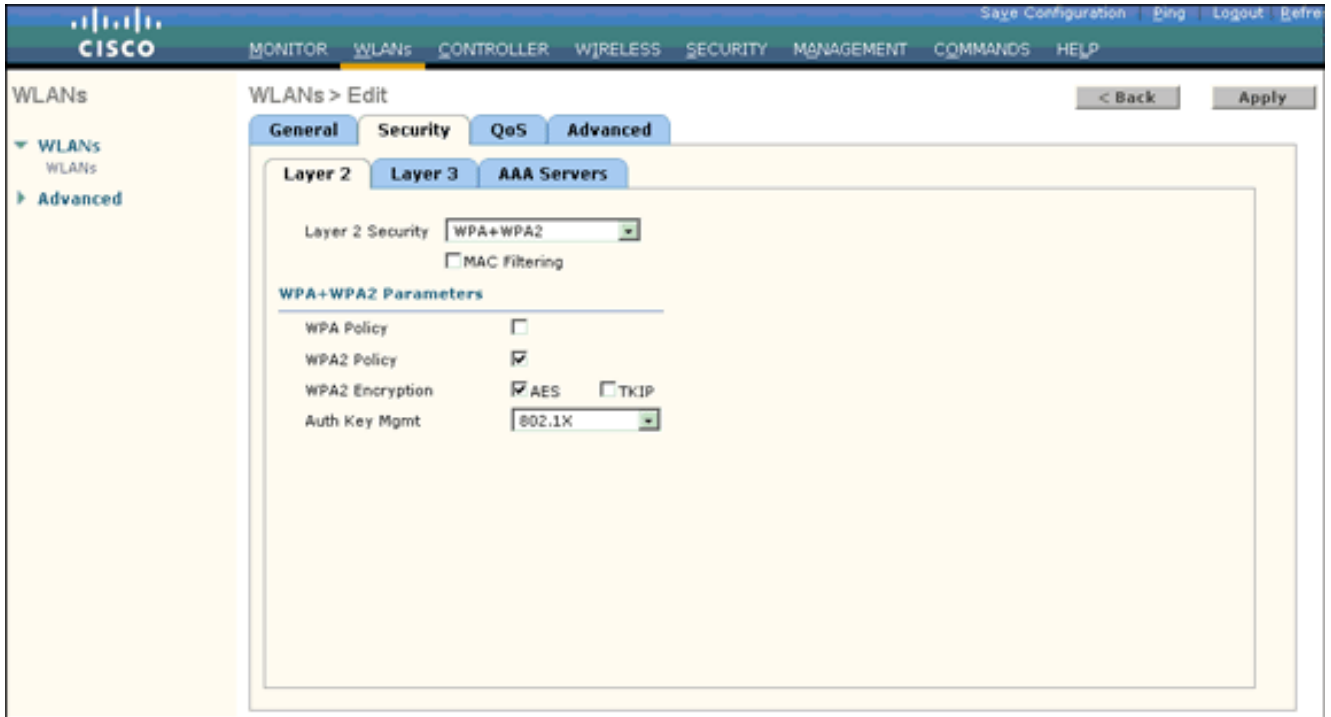 Save Configuration Ping Logout Refre
CISCO MONITOR WLANs CONTROLLER WIRELESS SECURITY MANAGEMENT COMMANDS HELP
WLANs
WLANs
WLANs
Advanced
WLANs > Edit
< Back Apply
General Security QoS Advanced
Layer 2 Layer 3 AAA Servers
Layer 2 Security WPA+WPA2
MAC Filtering
WPA+WPA2 Parameters
WPA Policy
WPA2 Policy
WPA2 Encryption AES TKIP
Auth Key Mgmt 802.1X